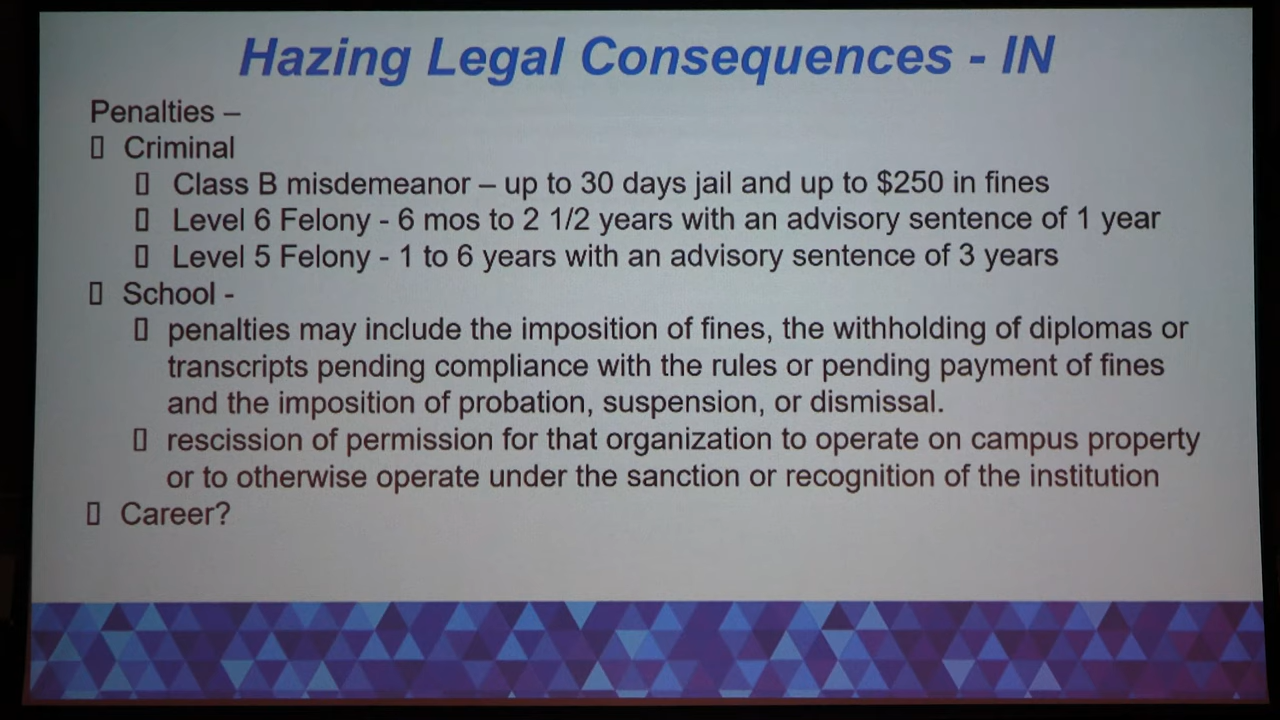 Hazing Legal Consequences - IN
Penalties –
▯ Criminal
▯ Class B misdemeanor – up to 30 days jail and up to $250 in fines
▯ Level 6 Felony - 6 mos to 2 1/2 years with an advisory sentence of 1 year
▯ Level 5 Felony - 1 to 6 years with an advisory sentence of 3 years
▯ School -
▯ penalties may include the imposition of fines, the withholding of diplomas or
transcripts pending compliance with the rules or pending payment of fines
and the imposition of probation, suspension, or dismissal.
▯ rescission of permission for that organization to operate on campus property
or to otherwise operate under the sanction or recognition of the institution
▯ Career?